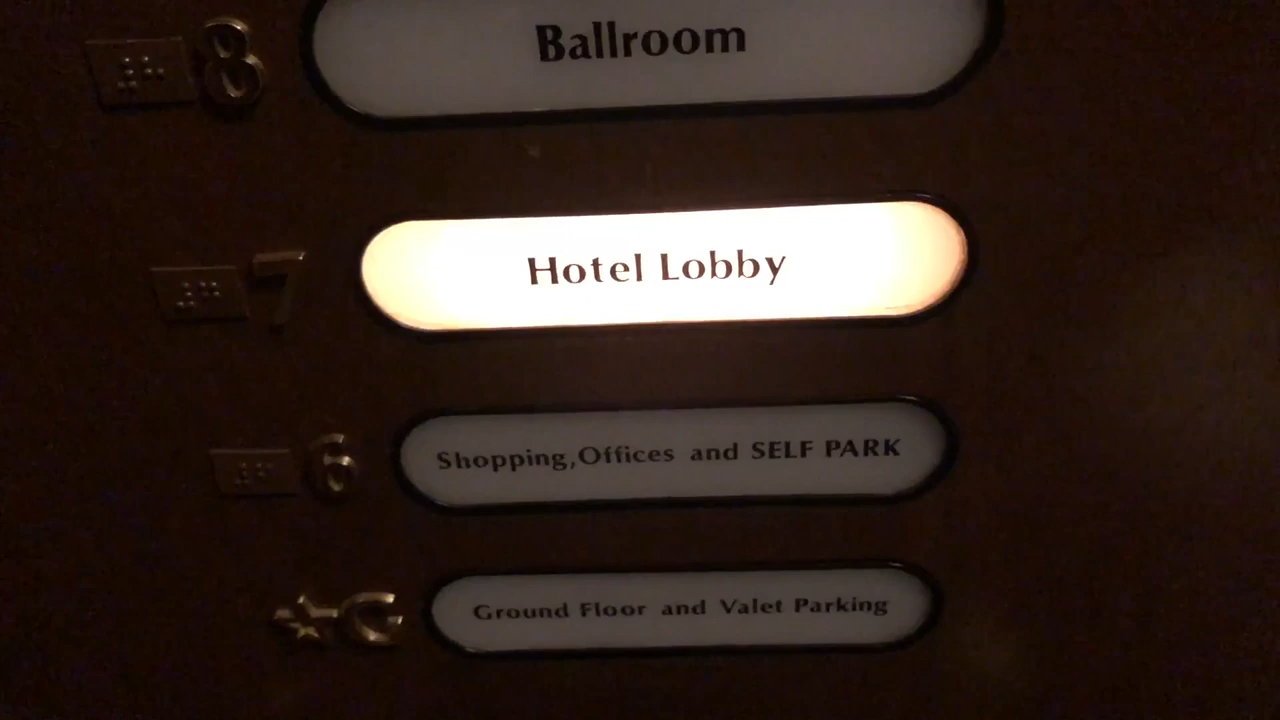 8 Ballroom
7 Hotel Lobby
6 Shopping,Offices and SELF PARK
G Ground Floor and Valet Parking